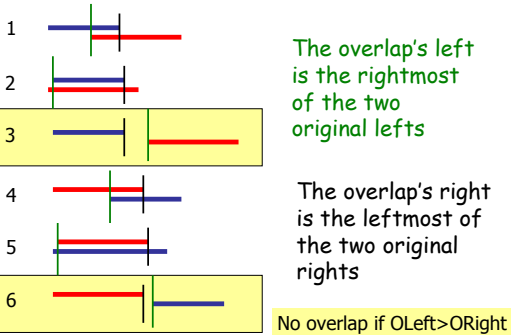 1
2
3
4
5
6
The overlap's left
is the rightmost
of the two
original lefts
The overlap's right
is the leftmost of
the two original
rights
No overlap if OLeft>ORight